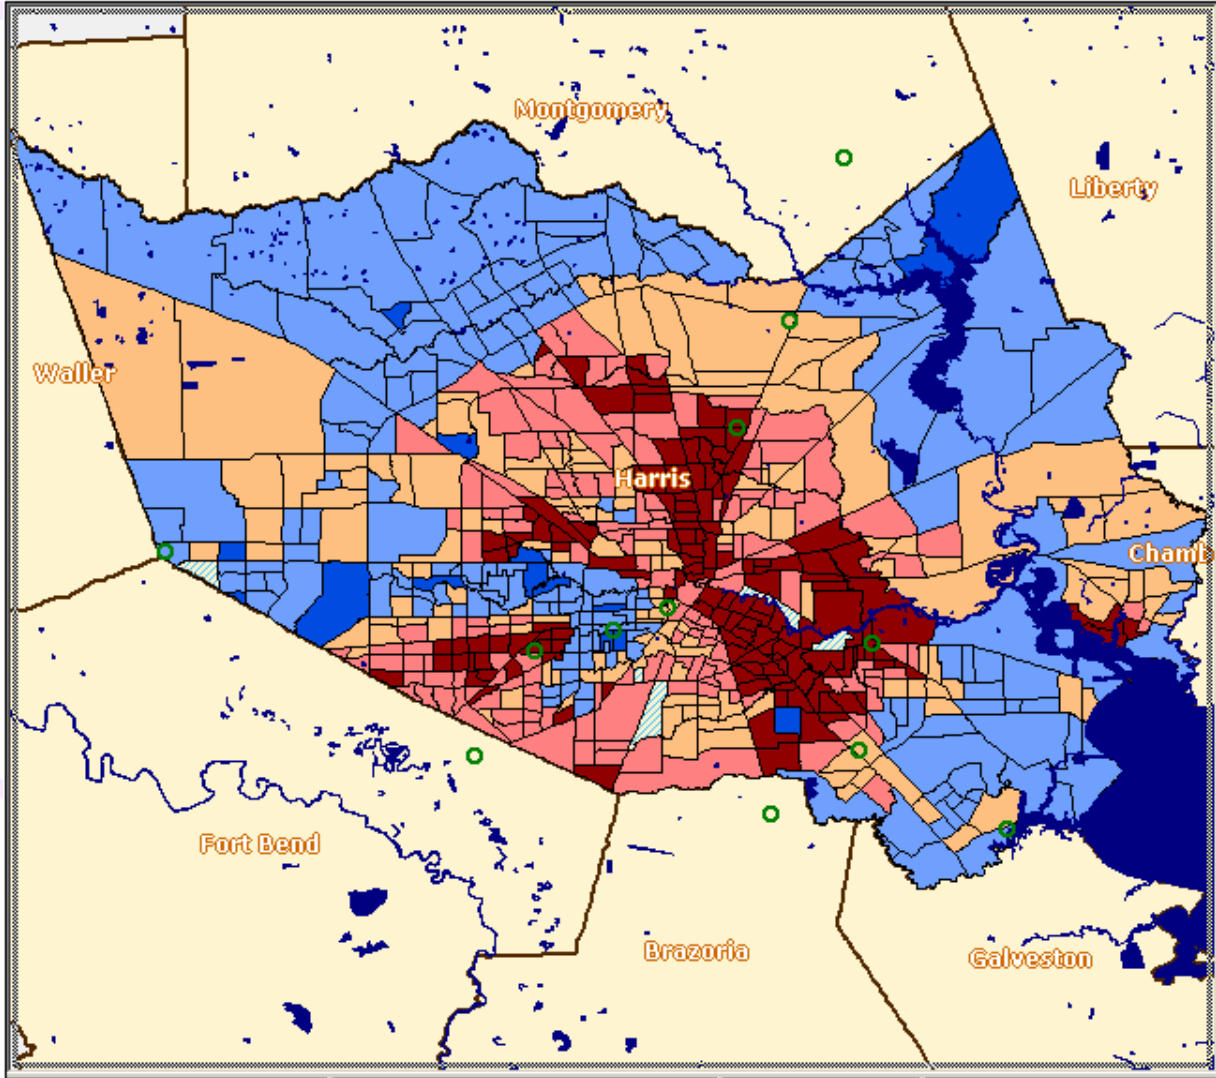 Montgomery
Liberty
Waller
Harris
Chamb
Fort Bend
Brazoria
Galveston